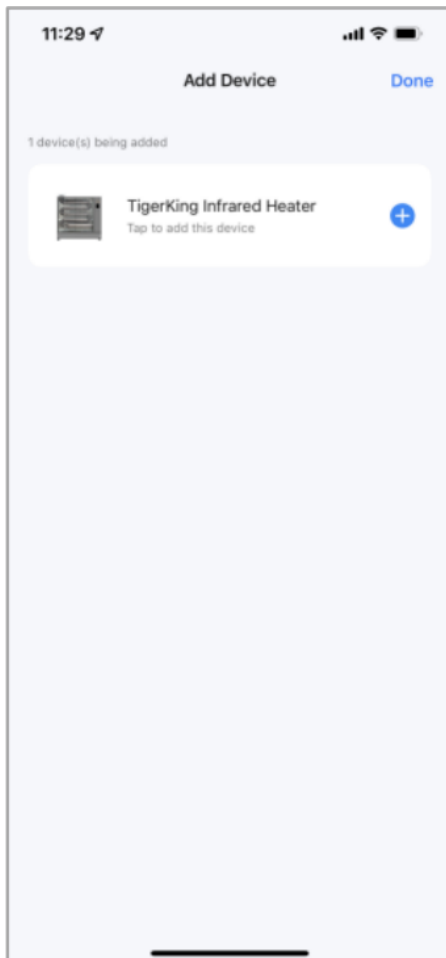 11:29
Add Device
Done
1 device(s) being added
TigerKing Infrared Heater
Tap to add this device